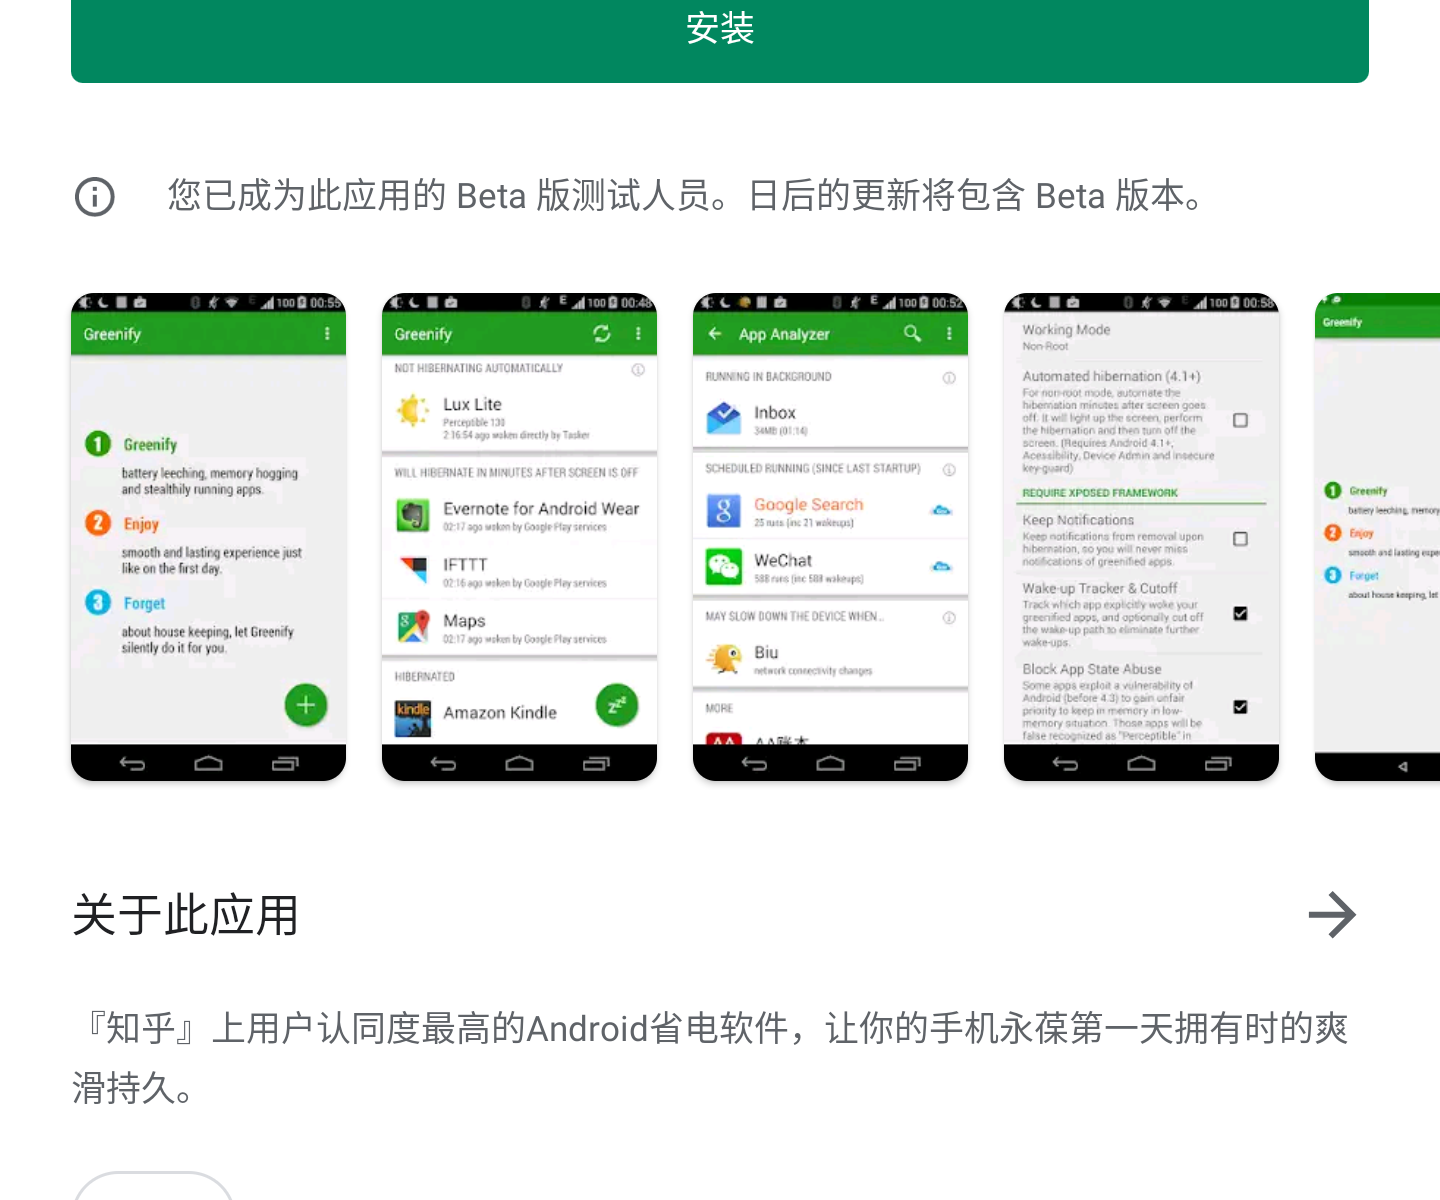 安装
您已成为此应用的 Beta 版测试人员。日后的更新将包含 Beta 版本。
100 00:55
Greenify
1 Greenify
battery leeching, memory hogging
and stealthily running apps.
2 Enjoy
smooth and lasting experience just
like on the first day.
3 Forget
about house keeping, let Greenify
silently do it for you.
E 100 00:48
Greenify
NOT HIBERNATING AUTOMATICALLY
Lux Lite
Perceptible 130
2:16:54 ago woken directly by Tasker
WILL HIBERNATE IN MINUTES AFTER SCREEN IS OFF
Evernote for Android Wear
02:17 ago woken by Google Play services
IFTTT
02:16 ago woken by Google Play services
Maps
02:17 ago woken by Google Play services
HIBERNATED
kindle
Amazon Kindle
zzz
E 100 00:52
App Analyzer
RUNNING IN BACKGROUND
Inbox
34MB (01:14)
SCHEDULED RUNNING (SINCE LAST STARTUP)
Google Search
25 runs (inc 21 wakeups)
WeChat
588 runs (inc 588 wakeups)
MAY SLOW DOWN THE DEVICE WHEN...
Biu
network connectivity changes
MORE
AA账本
100 00:58
Working Mode
Non-Root
Automated hibernation (4.1+)
For non-root mode, automate the
hibernation minutes after screen goes
off. It will light up the screen, perform
the hibernation and then turn off the
screen. (Requires Android 4.1+,
Acessibility, Device Admin and insecure
key-guard)
REQUIRE XPOSED FRAMEWORK
Keep Notifications
Keep notifications from removal upon
hibernation, so you will never miss
notifications of greenified apps.
Wake-up Tracker & Cutoff
Track which app explicitly woke your
greenified apps, and optionally cut off
the wake-up path to eliminate further
wake-ups.
Block App State Abuse
Some apps exploit a vulnerability of
Android (before 4.3) to gain unfair
priority to keep in memory in low-
memory situation. Those apps will be
false recognized as "Perceptible" in
Greenify
1 Greenify
battery leeching, memory
2 Enjoy
smooth and lasting expe
3 Forget
about house keeping, let
关于此应用
『知乎』上用户认同度最高的Android省电软件，让你的手机永葆第一天拥有时的爽
滑持久。